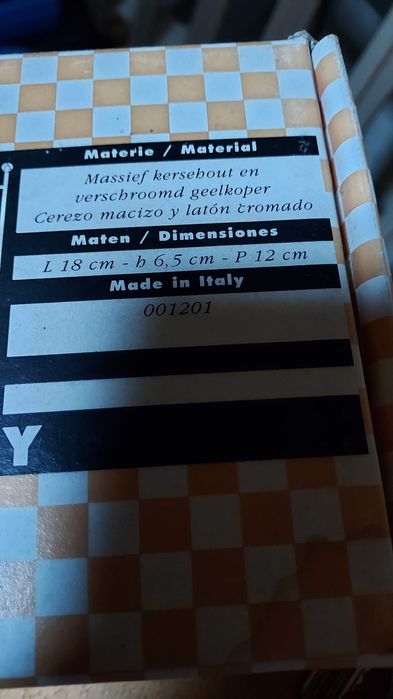 Materie / Material
Massief kersehout en
verschroomd geelkoper
Cerezo macizo y latón cromado
Maten / Dimensiones
L 18 cm - h 6,5 cm - P 12 cm
Made in Italy
001201
Y